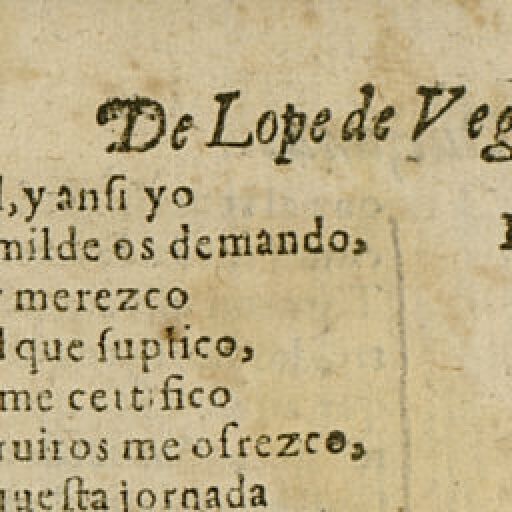 De Lope de Veg
l, y ansi yo
milde os demando,
r merezco
l que suplico,
me certifico
ruiros me ofrezco,
questa jornada